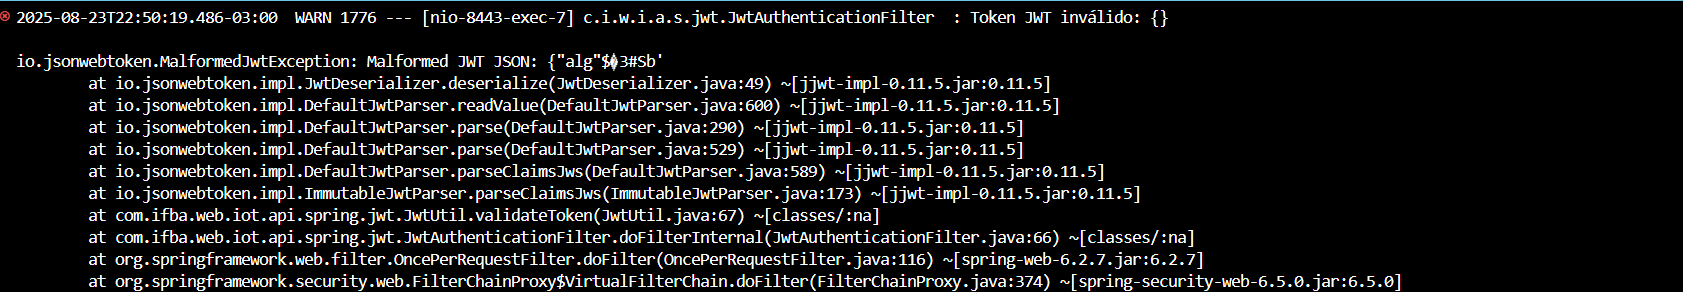 2025-08-23T22:50:19.486-03:00  WARN 1776 --- [nio-8443-exec-7] c.i.w.i.a.s.jwt.JwtAuthenticationFilter  : Token JWT inválido: {}
io.jsonwebtoken.MalformedJwtException: Malformed JWT JSON: {"alg"$�3#Sb'
at io.jsonwebtoken.impl.JwtDeserializer.deserialize(JwtDeserializer.java:49) ~[jjwt-impl-0.11.5.jar:0.11.5]
at io.jsonwebtoken.impl.DefaultJwtParser.readValue(DefaultJwtParser.java:600) ~[jjwt-impl-0.11.5.jar:0.11.5]
at io.jsonwebtoken.impl.DefaultJwtParser.parse(DefaultJwtParser.java:290) ~[jjwt-impl-0.11.5.jar:0.11.5]
at io.jsonwebtoken.impl.DefaultJwtParser.parse(DefaultJwtParser.java:529) ~[jjwt-impl-0.11.5.jar:0.11.5]
at io.jsonwebtoken.impl.DefaultJwtParser.parseClaimsJws(DefaultJwtParser.java:589) ~[jjwt-impl-0.11.5.jar:0.11.5]
at io.jsonwebtoken.impl.ImmutableJwtParser.parseClaimsJws(ImmutableJwtParser.java:173) ~[jjwt-impl-0.11.5.jar:0.11.5]
at com.ifba.web.iot.api.spring.jwt.JwtUtil.validateToken(JwtUtil.java:67) ~[classes/:na]
at com.ifba.web.iot.api.spring.jwt.JwtAuthenticationFilter.doFilterInternal(JwtAuthenticationFilter.java:66) ~[classes/:na]
at org.springframework.web.filter.OncePerRequestFilter.doFilter(OncePerRequestFilter.java:116) ~[spring-web-6.2.7.jar:6.2.7]
at org.springframework.security.web.FilterChainProxy$VirtualFilterChain.doFilter(FilterChainProxy.java:374) ~[spring-security-web-6.5.0.jar:6.5.0]